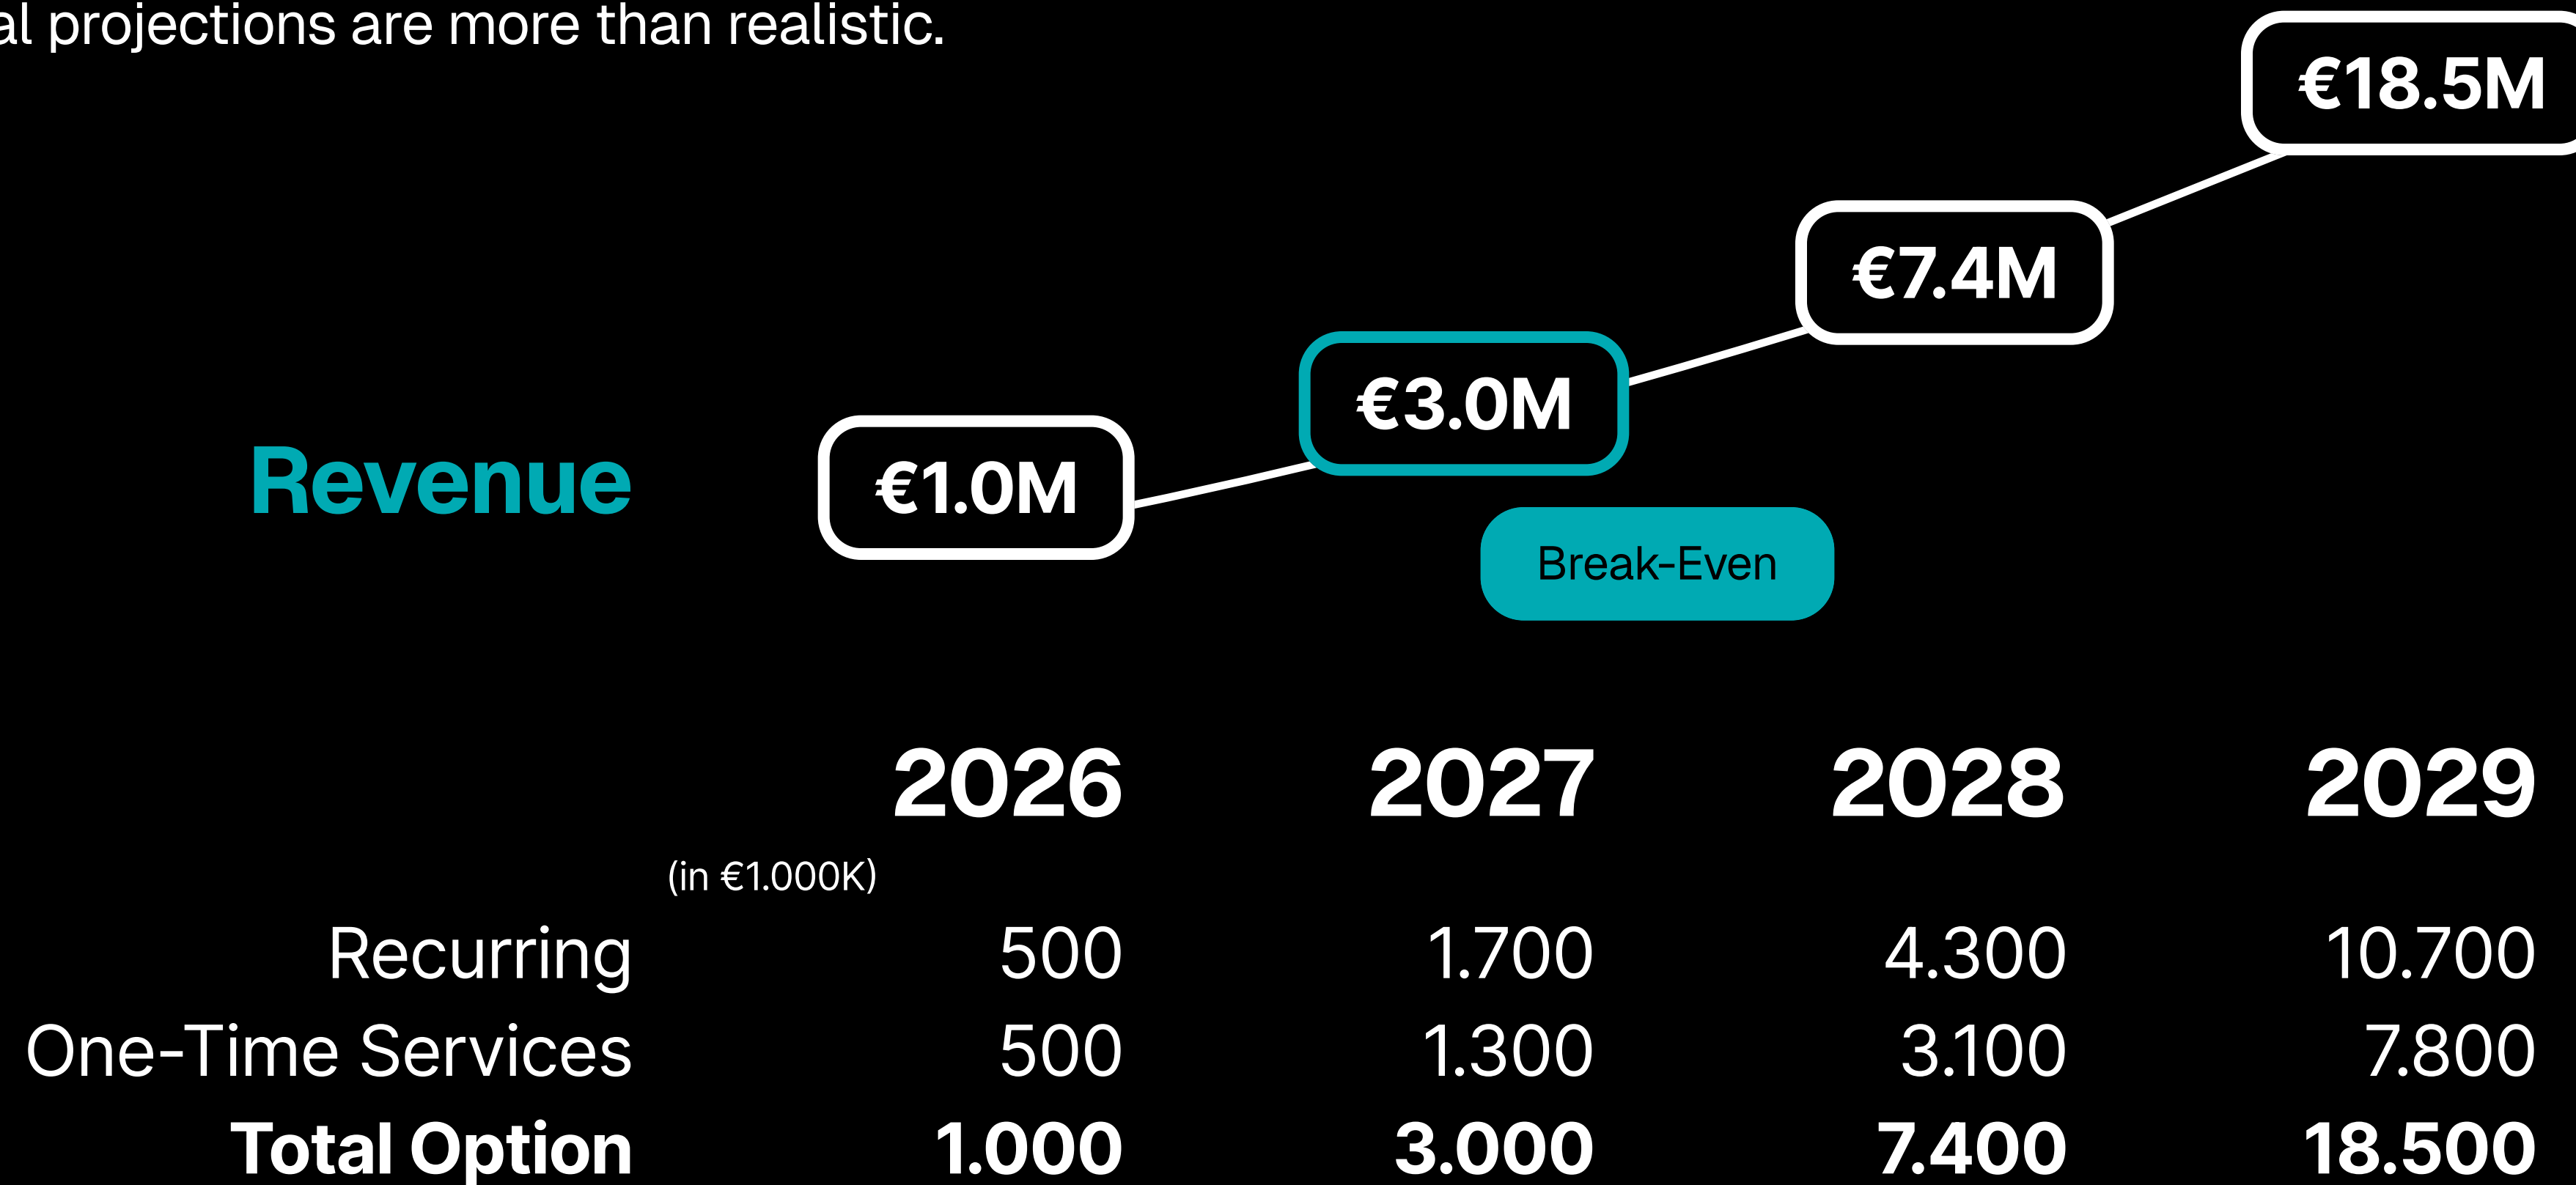 al projections are more than realistic.
€18.5M
€7.4M
€3.0M
Revenue €1.0M
Break-Even
2026 2027 2028 2029
(in €1.000K)
Recurring 500 1.700 4.300 10.700
One-Time Services 500 1.300 3.100 7.800
Total Option 1.000 3.000 7.400 18.500